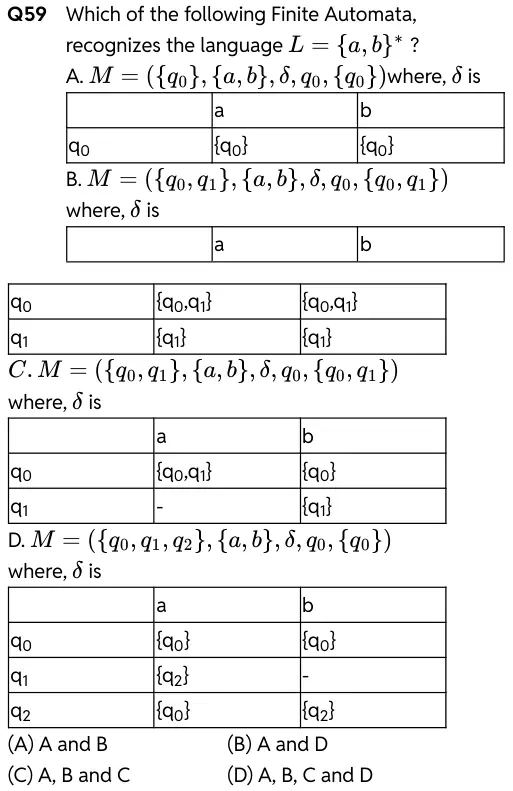 Q59 Which of the following Finite Automata,
recognizes the language L = {a, b}* ?
A. M = ({q₀}, {a, b}, δ, q₀, {q₀})where, δ is
a b
q₀ {q₀} {q₀}
B. M = ({q₀, q₁}, {a, b}, δ, q₀, {q₀, q₁})
where, δ is
a b
q₀ {q₀,q₁} {q₀,q₁}
q₁ {q₁} {q₁}
C. M = ({q₀, q₁}, {a, b}, δ, q₀, {q₀, q₁})
where, δ is
a b
q₀ {q₀,q₁} {q₀}
q₁ - {q₁}
D. M = ({q₀, q₁, q₂}, {a, b}, δ, q₀, {q₀})
where, δ is
a b
q₀ {q₀} {q₀}
q₁ {q₂} -
q₂ {q₀} {q₂}
(A) A and B (B) A and D
(C) A, B and C (D) A, B, C and D